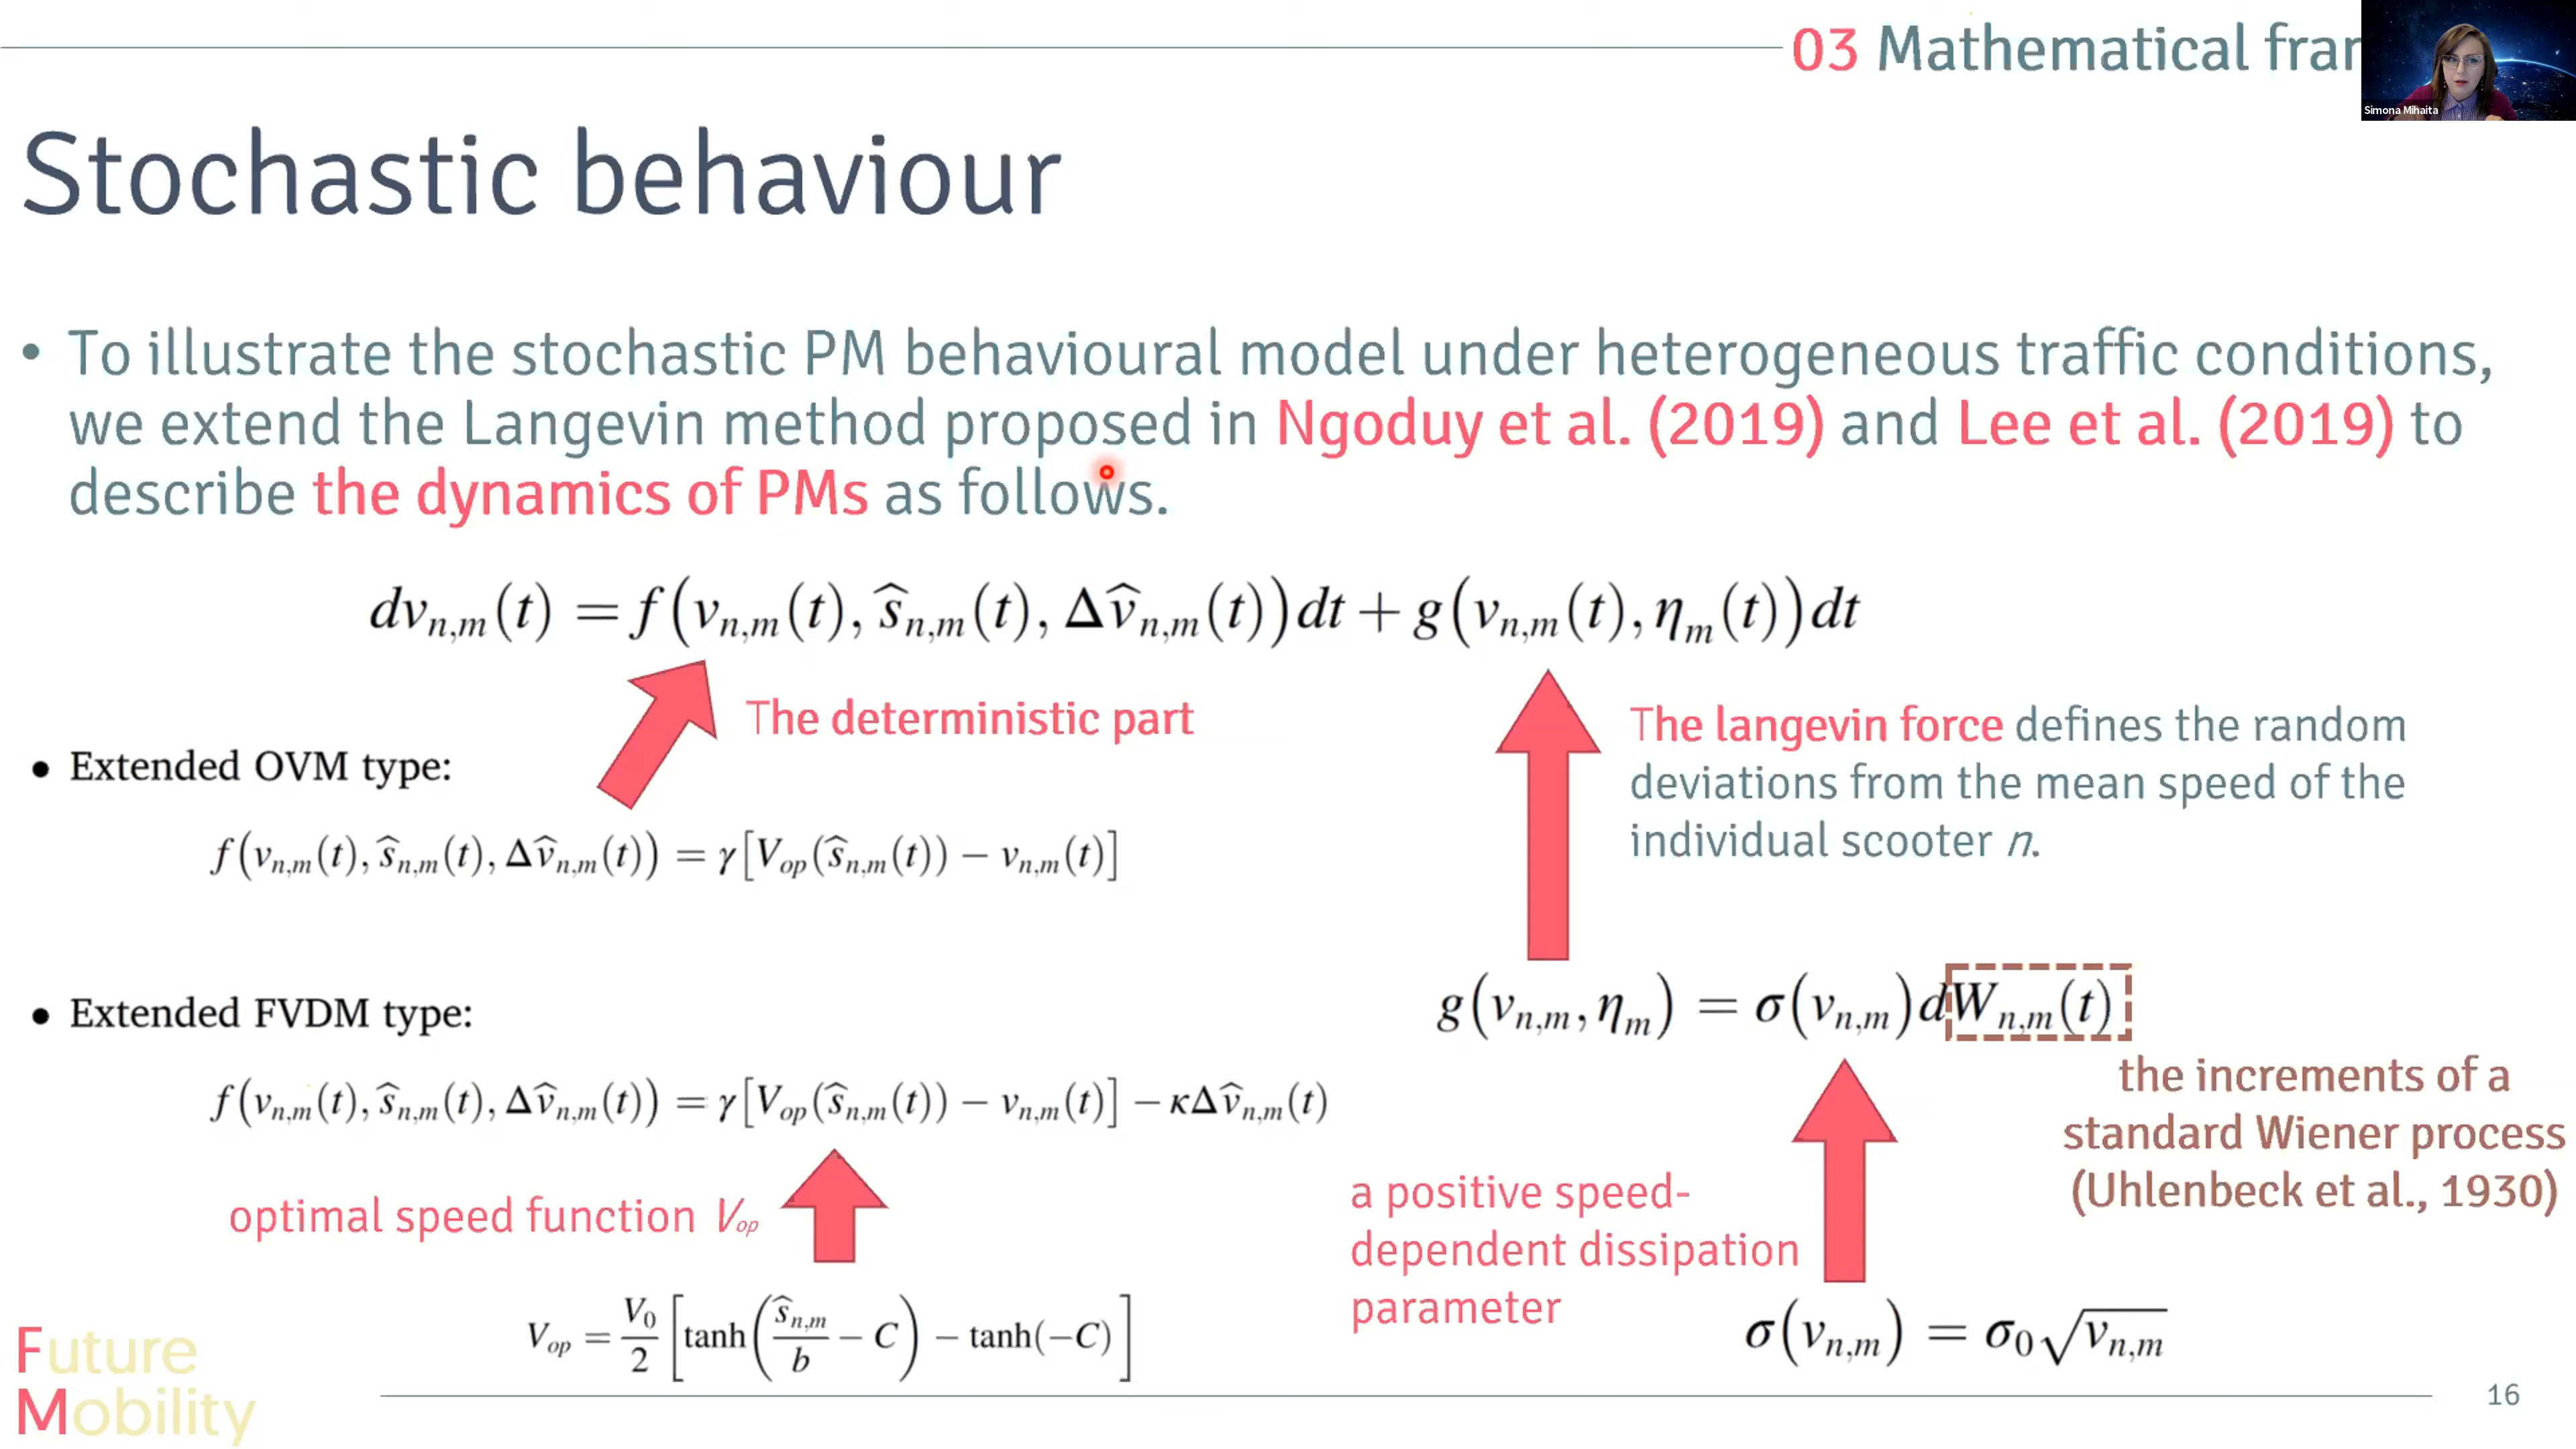 03 Mathematical
Simona Mihaita
Stochastic behaviour
• To illustrate the stochastic PM behavioural model under heterogeneous traffic conditions,
we extend the Langevin method proposed in Ngoduy et al. (2019) and Lee et al. (2019) to
describe the dynamics of PMs as follows.
dv_{n,m}(t) = f(v_{n,m}(t), ŝ_{n,m}(t), Δv̂_{n,m}(t))dt + g(v_{n,m}(t), η_m(t))dt
The deterministic part
• Extended OVM type:
f(v_{n,m}(t), ŝ_{n,m}(t), Δv̂_{n,m}(t)) = γ[V_{op}(ŝ_{n,m}(t)) − v_{n,m}(t)]
• Extended FVDM type:
f(v_{n,m}(t), ŝ_{n,m}(t), Δv̂_{n,m}(t)) = γ[V_{op}(ŝ_{n,m}(t)) − v_{n,m}(t)] − κΔv̂_{n,m}(t)
optimal speed function V_{op}
V_{op} = \frac{V_0}{2} [tanh(\frac{ŝ_{n,m}}{b} − C) − tanh(−C)]
The langevin force defines the random
deviations from the mean speed of the
individual scooter n.
g(v_{n,m}, η_m) = σ(v_{n,m})dW_{n,m}(t)
the increments of a
standard Wiener process
(Uhlenbeck et al., 1930)
a positive speed-
dependent dissipation
parameter
σ(v_{n,m}) = σ_0 √v_{n,m}
Future
Mobility
16